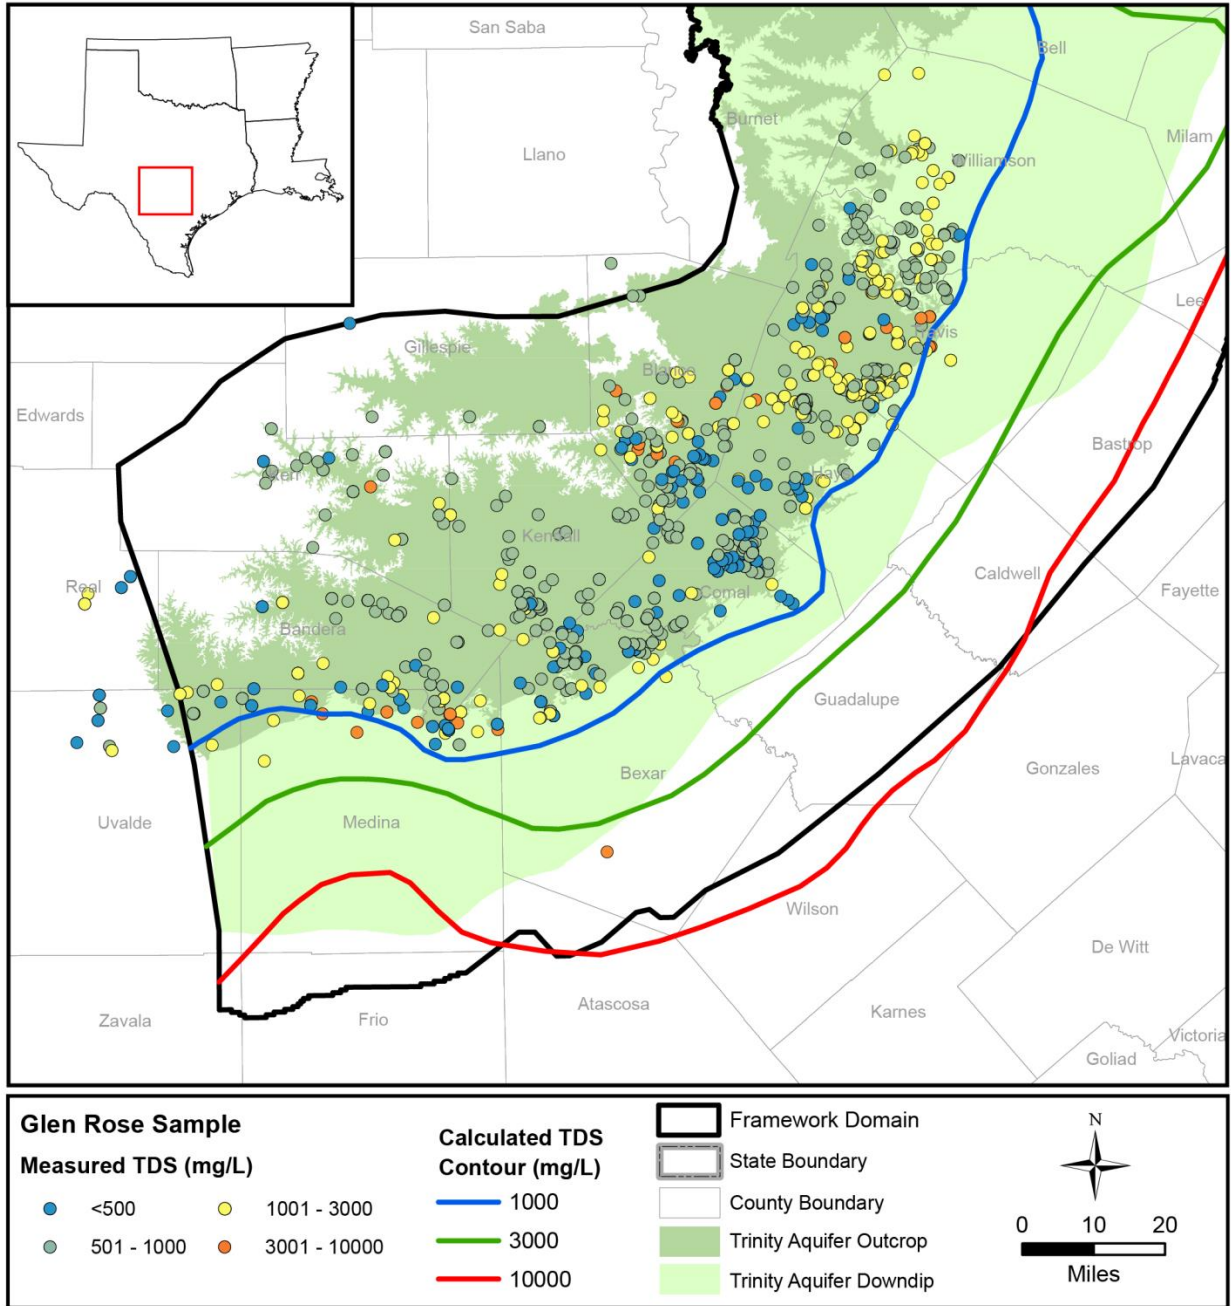 San Saba
Bell
Burnet
Milam
Llano
Williamson
Lee
Travis
Gillespie
Blanco
Edwards
Bastrop
Kerr
Hays
Kendall
Caldwell
Real
Comal
Fayette
Bandera
Guadalupe
Lavaca
Bexar
Gonzales
Uvalde
Medina
Wilson
De Witt
Atascosa
Karnes
Zavala
Frio
Victoria
Goliad
Glen Rose Sample
Measured TDS (mg/L)
<500
1001 - 3000
501 - 1000
3001 - 10000
Calculated TDS
Contour (mg/L)
1000
3000
10000
Framework Domain
State Boundary
County Boundary
Trinity Aquifer Outcrop
Trinity Aquifer Downdip
N
0 10 20
Miles